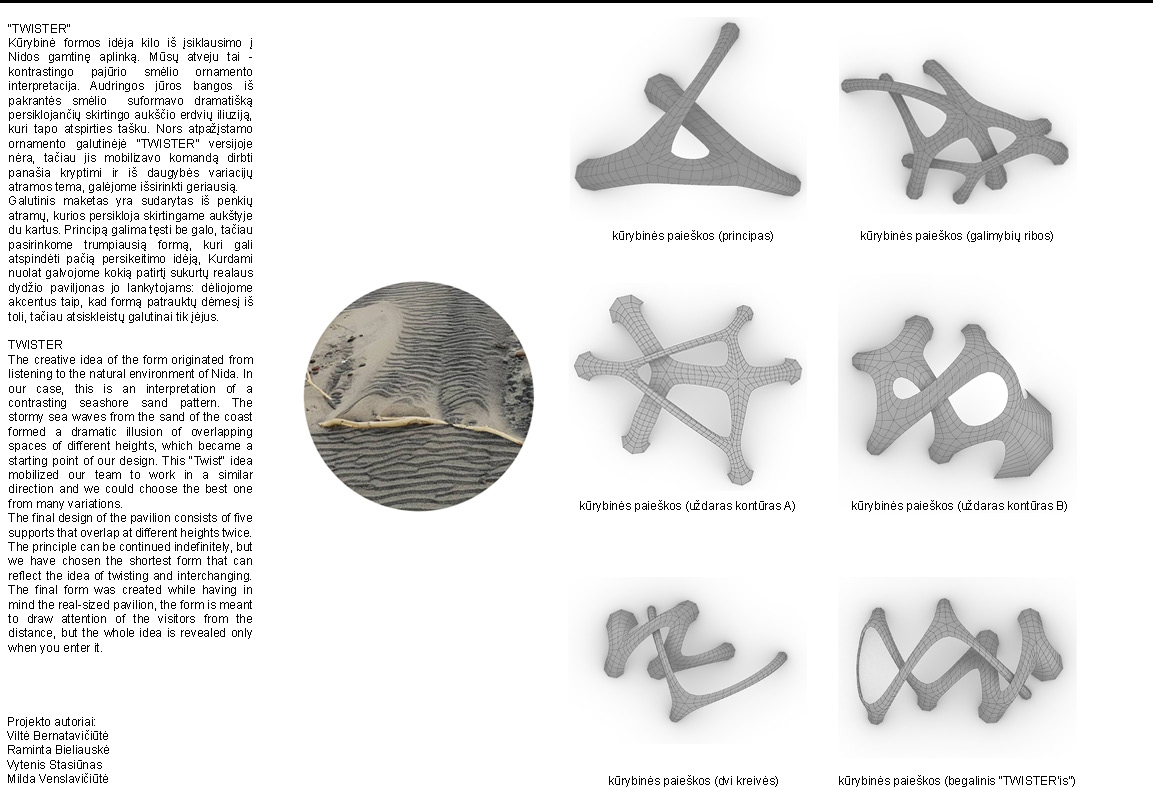 "TWISTER"
Kūrybinė formos idėja kilo iš įsiklausimo į
Nidos gamtinę aplinką. Mūsų atveju tai -
kontrastingo pajūrio smėlio ornamento
interpretacija. Audringos jūros bangos iš
pakrantės smėlio suformavo dramatišką
persiklojančių skirtingo aukščio erdvių iliuziją,
kuri tapo atspirties tašku. Nors atpažįstamo
ornamento galutinėjė "TWISTER" versijoje
nėra, tačiau jis mobilizavo komandą dirbti
panašia kryptimi ir iš daugybės variacijų
atramos tema, galėjome išsirinkti geriausią.
Galutinis maketas yra sudarytas iš penkių
atramų, kurios persikloja skirtingame aukštyje
du kartus. Principą galima tęsti be galo, tačiau
pasirinkome trumpiausią formą, kuri gali
atspindėti pačią persikeitimo idėją, Kurdami
nuolat galvojome kokią patirtį sukurtų realaus
dydžio paviljonas jo lankytojams: dėliojome
akcentus taip, kad formą patrauktų dėmesį iš
toli, tačiau atsiskleistų galutinai tik įėjus.
TWISTER
The creative idea of the form originated from
listening to the natural environment of Nida. In
our case, this is an interpretation of a
contrasting seashore sand pattern. The
stormy sea waves from the sand of the coast
formed a dramatic illusion of overlapping
spaces of different heights, which became a
starting point of our design. This "Twist" idea
mobilized our team to work in a similar
direction and we could choose the best one
from many variations.
The final design of the pavilion consists of five
supports that overlap at different heights twice.
The principle can be continued indefinitely, but
we have chosen the shortest form that can
reflect the idea of twisting and interchanging.
The final form was created while having in
mind the real-sized pavilion, the form is meant
to draw attention of the visitors from the
distance, but the whole idea is revealed only
when you enter it.
Projekto autoriai:
Viltė Bernatavičiūtė
Raminta Bieliauskė
Vytenis Stasiūnas
Milda Venslavičiūtė
kūrybinės paieškos (principas)
kūrybinės paieškos (galimybių ribos)
kūrybinės paieškos (uždaras kontūras A)
kūrybinės paieškos (uždaras kontūras B)
kūrybinės paieškos (dvi kreivės)
kūrybinės paieškos (begalinis "TWISTER'is")